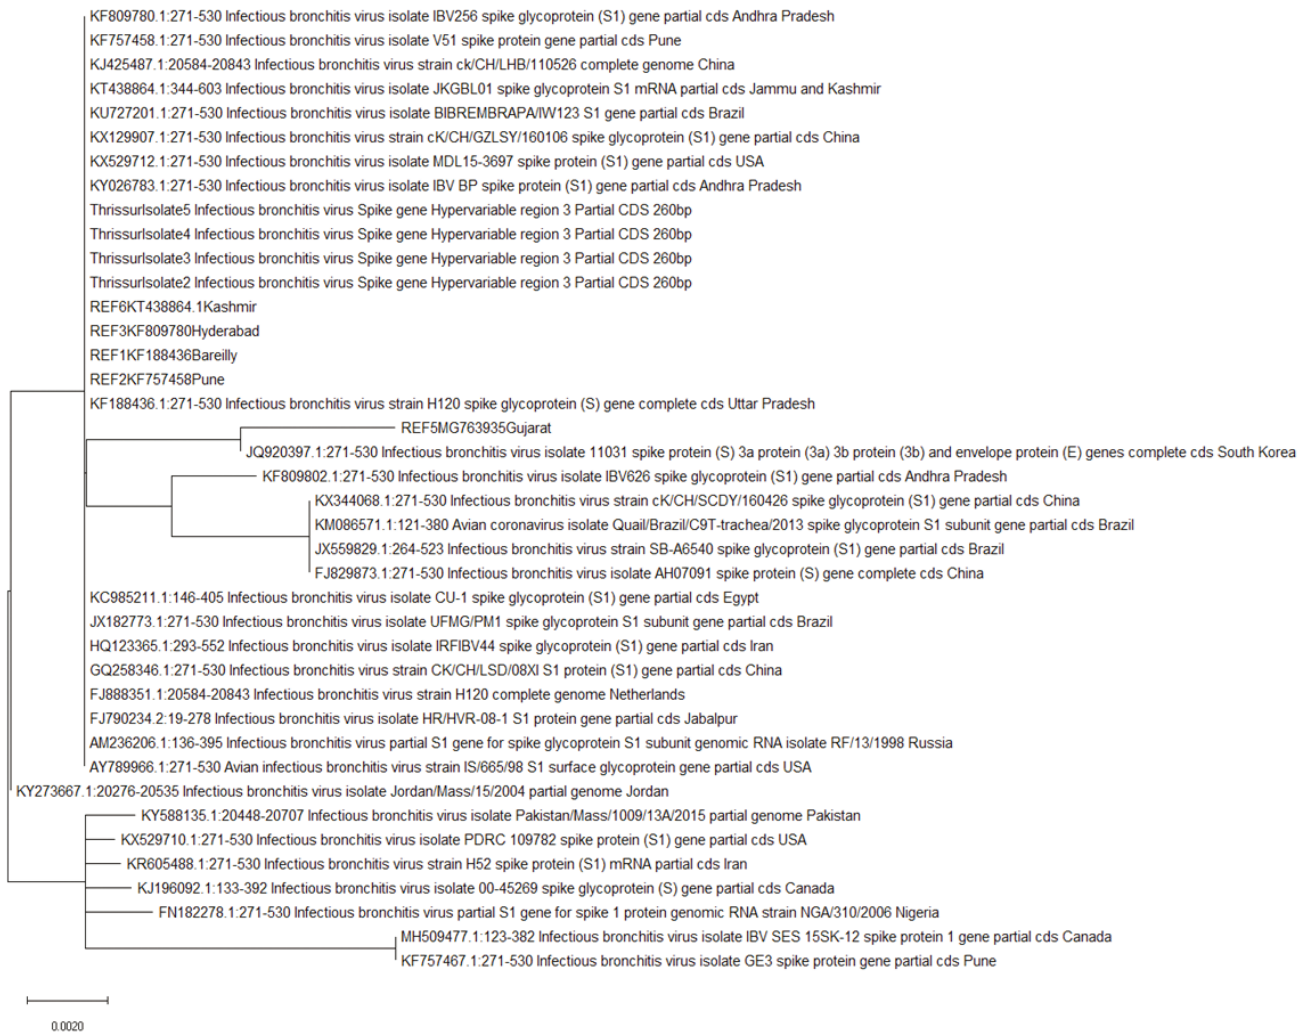 KF809780.1:271-530 Infectious bronchitis virus isolate IBV256 spike glycoprotein (S1) gene partial cds Andhra Pradesh
KF757458.1:271-530 Infectious bronchitis virus isolate V51 spike protein gene partial cds Pune
KJ425487.1:20584-20843 Infectious bronchitis virus strain ck/CH/LHB/110526 complete genome China
KT438864.1:344-603 Infectious bronchitis virus isolate JKGBL01 spike glycoprotein S1 mRNA partial cds Jammu and Kashmir
KU727201.1:271-530 Infectious bronchitis virus isolate BIBREMBRAPA/IW123 S1 gene partial cds Brazil
KX129907.1:271-530 Infectious bronchitis virus strain cK/CH/GZLSY/160106 spike glycoprotein (S1) gene partial cds China
KX529712.1:271-530 Infectious bronchitis virus isolate MDL15-3697 spike protein (S1) gene partial cds USA
KY026783.1:271-530 Infectious bronchitis virus isolate IBV BP spike protein (S1) gene partial cds Andhra Pradesh
ThrissurIsolate5 Infectious bronchitis virus Spike gene Hypervariable region 3 Partial CDS 260bp
ThrissurIsolate4 Infectious bronchitis virus Spike gene Hypervariable region 3 Partial CDS 260bp
ThrissurIsolate3 Infectious bronchitis virus Spike gene Hypervariable region 3 Partial CDS 260bp
ThrissurIsolate2 Infectious bronchitis virus Spike gene Hypervariable region 3 Partial CDS 260bp
REF6KT438864.1Kashmir
REF3KF809780Hyderabad
REF1KF188436Bareilly
REF2KF757458Pune
KF188436.1:271-530 Infectious bronchitis virus strain H120 spike glycoprotein (S) gene complete cds Uttar Pradesh
REF5MG763935Gujarat
JQ920397.1:271-530 Infectious bronchitis virus isolate 11031 spike protein (S) 3a protein (3a) 3b protein (3b) and envelope protein (E) genes complete cds South Korea
KF809802.1:271-530 Infectious bronchitis virus isolate IBV626 spike glycoprotein (S1) gene partial cds Andhra Pradesh
KX344068.1:271-530 Infectious bronchitis virus strain cK/CH/SCDY/160426 spike glycoprotein (S1) gene partial cds China
KM086571.1:121-380 Avian coronavirus isolate Quail/Brazil/C9T-trachea/2013 spike glycoprotein S1 subunit gene partial cds Brazil
JX559829.1:264-523 Infectious bronchitis virus strain SB-A6540 spike glycoprotein (S1) gene partial cds Brazil
FJ829873.1:271-530 Infectious bronchitis virus isolate AH07091 spike protein (S) gene complete cds China
KC985211.1:146-405 Infectious bronchitis virus isolate CU-1 spike glycoprotein (S1) gene partial cds Egypt
JX182773.1:271-530 Infectious bronchitis virus isolate UFMG/PM1 spike glycoprotein S1 subunit gene partial cds Brazil
HQ123365.1:293-552 Infectious bronchitis virus isolate IRFIBV44 spike glycoprotein (S1) gene partial cds Iran
GQ258346.1:271-530 Infectious bronchitis virus strain CK/CH/LSD/08XI S1 protein (S1) gene partial cds China
FJ888351.1:20584-20843 Infectious bronchitis virus strain H120 complete genome Netherlands
FJ790234.2:19-278 Infectious bronchitis virus isolate HR/HVR-08-1 S1 protein gene partial cds Jabalpur
AM236206.1:136-395 Infectious bronchitis virus partial S1 gene for spike glycoprotein S1 subunit genomic RNA isolate RF/13/1998 Russia
AY789966.1:271-530 Avian infectious bronchitis virus strain IS/665/98 S1 surface glycoprotein gene partial cds USA
KY273667.1:20276-20535 Infectious bronchitis virus isolate Jordan/Mass/15/2004 partial genome Jordan
KY588135.1:20448-20707 Infectious bronchitis virus isolate Pakistan/Mass/1009/13A/2015 partial genome Pakistan
KX529710.1:271-530 Infectious bronchitis virus isolate PDRC 109782 spike protein (S1) gene partial cds USA
KR605488.1:271-530 Infectious bronchitis virus strain H52 spike protein (S1) mRNA partial cds Iran
KJ196092.1:133-392 Infectious bronchitis virus isolate 00-45269 spike glycoprotein (S) gene partial cds Canada
FN182278.1:271-530 Infectious bronchitis virus partial S1 gene for spike 1 protein genomic RNA strain NGA/310/2006 Nigeria
MH509477.1:123-382 Infectious bronchitis virus isolate IBV SES 15SK-12 spike protein 1 gene partial cds Canada
KF757467.1:271-530 Infectious bronchitis virus isolate GE3 spike protein gene partial cds Pune
0.0020